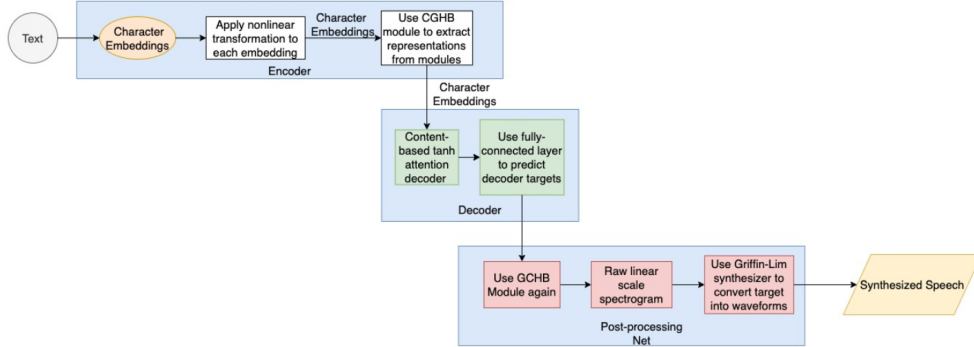 Text
Character
Embeddings
Apply nonlinear
transformation to
each embedding
Character
Embeddings
Use CGHB
module to extract
representations
from modules
Encoder
Character
Embeddings
Content-
based tanh
attention
decoder
Use fully-
connected layer
to predict
decoder targets
Decoder
Use GCHB
Module again
Raw linear
scale
spectrogram
Use Griffin-Lim
synthesizer to
convert target
into waveforms
Post-processing
Net
Synthesized Speech